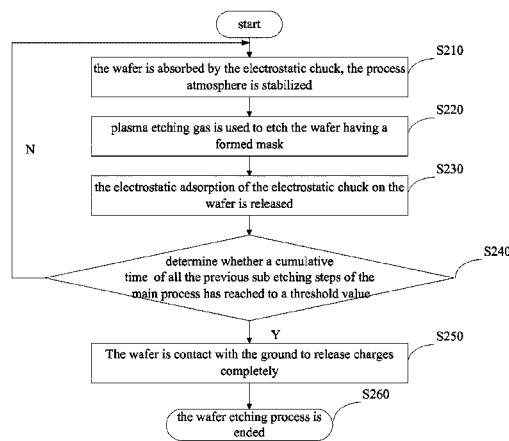 start
S210
the wafer is absorbed by the electrostatic chuck, the process
atmosphere is stabilized
S220
plasma etching gas is used to etch the wafer having a
formed mask
N
S230
the electrostatic adsorption of the electrostatic chuck on the
wafer is released
S240
determine whether a cumulative
time of all the previous sub etching steps of the
main process has reached to a threshold value
Y
S250
The wafer is contact with the ground to release charges
completely
S260
the wafer etching process is
ended